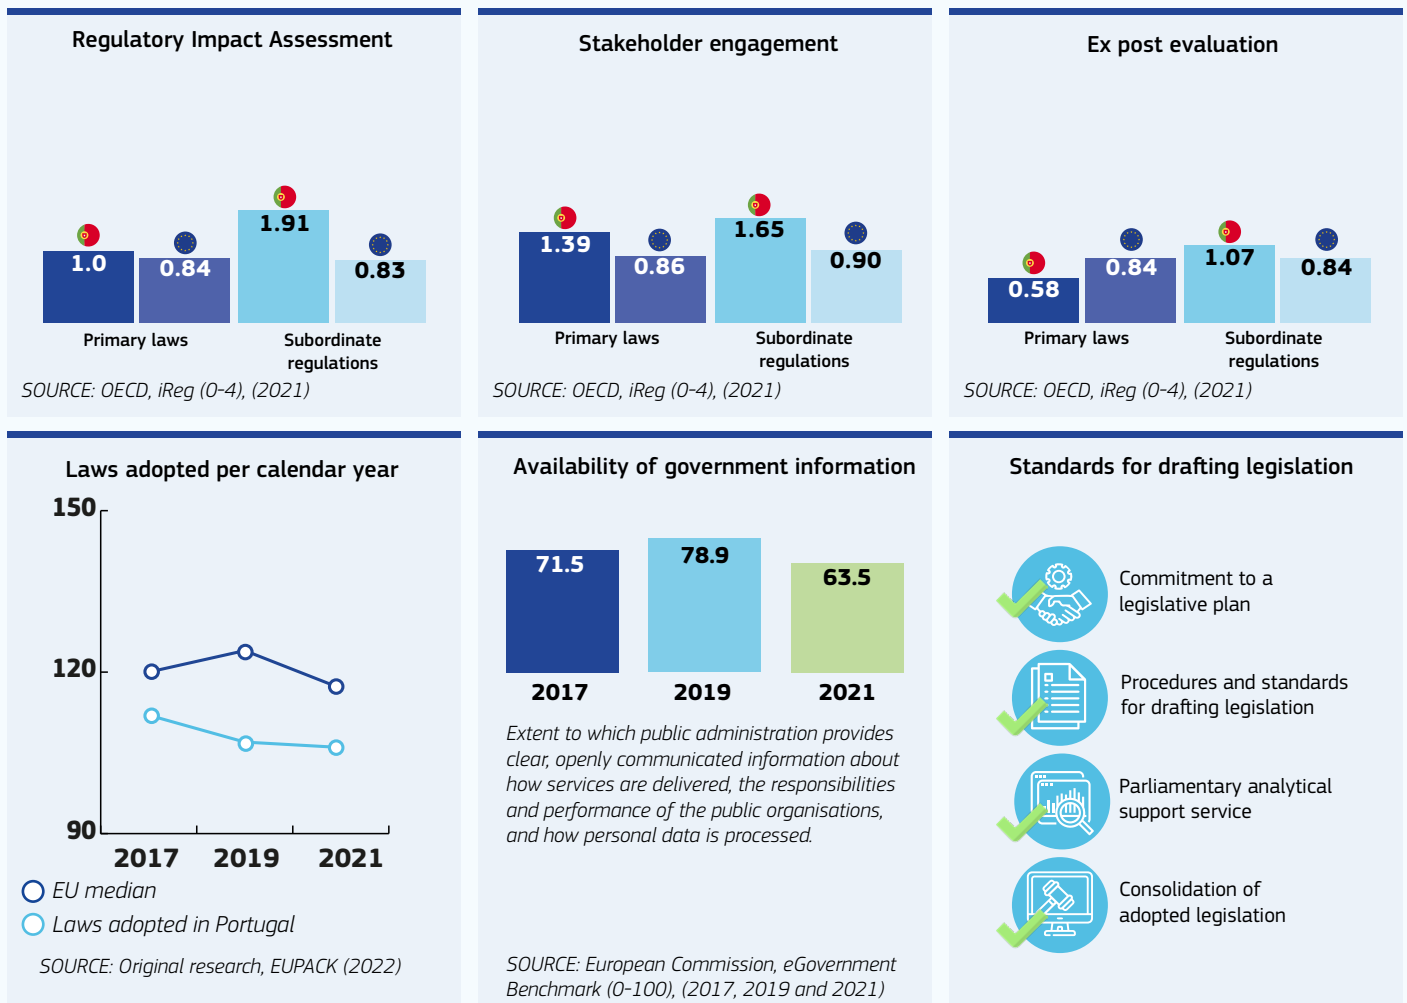 Regulatory Impact Assessment
1.0
0.84
1.91
0.83
Primary laws
Subordinate
regulations
SOURCE: OECD, iReg (0-4), (2021)
Stakeholder engagement
1.39
0.86
1.65
0.90
Primary laws
Subordinate
regulations
SOURCE: OECD, iReg (0-4), (2021)
Ex post evaluation
0.58
0.84
1.07
0.84
Primary laws
Subordinate
regulations
SOURCE: OECD, iReg (0-4), (2021)
Laws adopted per calendar year
150
120
90
2017 2019 2021
EU median
Laws adopted in Portugal
SOURCE: Original research, EUPACK (2022)
Availability of government information
71.5
78.9
63.5
2017 2019 2021
Extent to which public administration provides
clear, openly communicated information about
how services are delivered, the responsibilities
and performance of the public organisations,
and how personal data is processed.
SOURCE: European Commission, eGovernment
Benchmark (0-100), (2017, 2019 and 2021)
Standards for drafting legislation
Commitment to a
legislative plan
Procedures and standards
for drafting legislation
Parliamentary analytical
support service
Consolidation of
adopted legislation